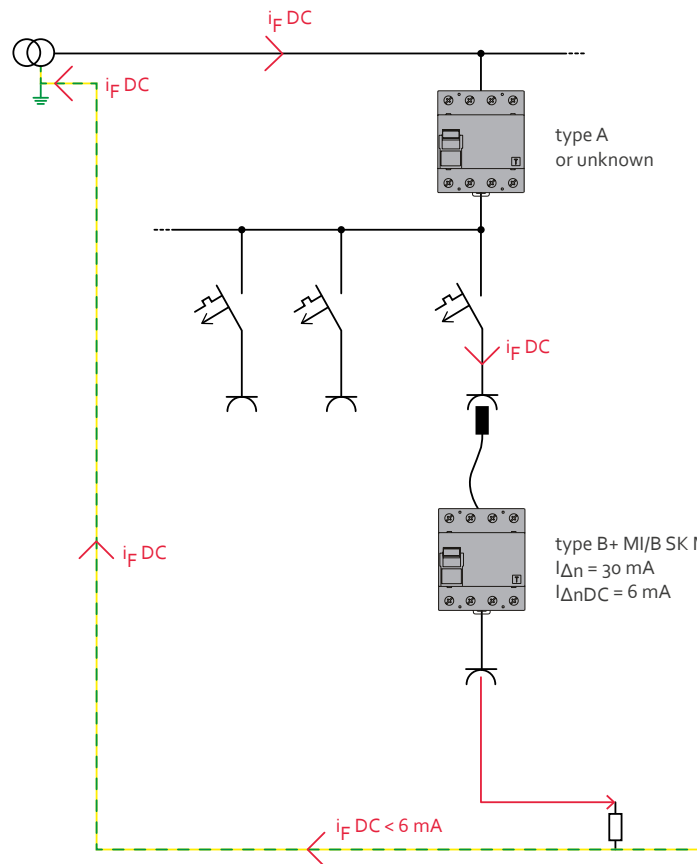 iF DC
iF DC
type A
or unknown
T
iF DC
iF DC
type B+ MI/B SK
IΔn = 30 mA
IΔnDC = 6 mA
T
iF DC < 6 mA